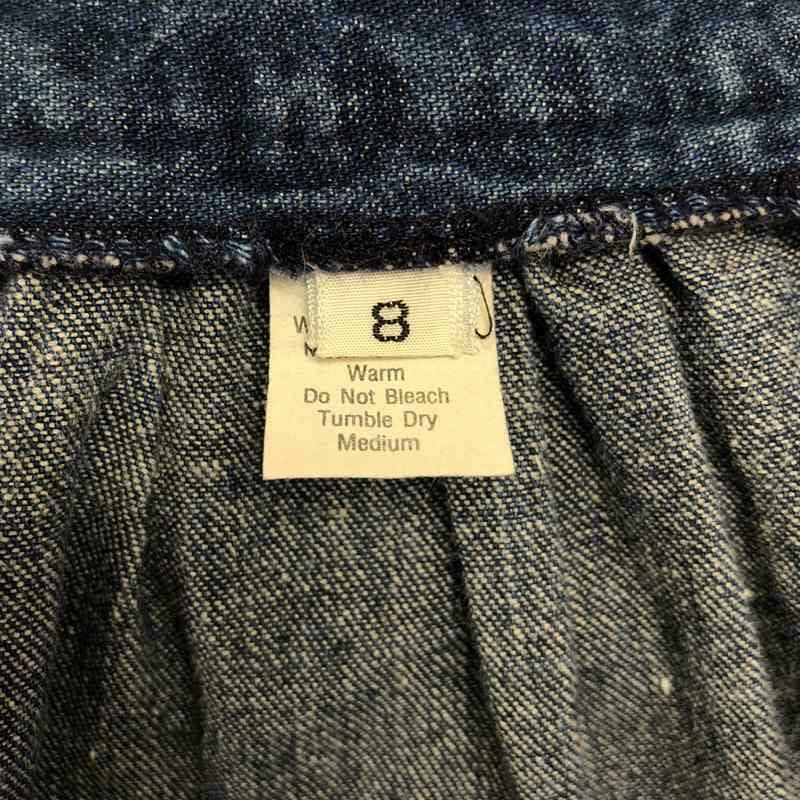 8
Warm
Do Not Bleach
Tumble Dry
Medium